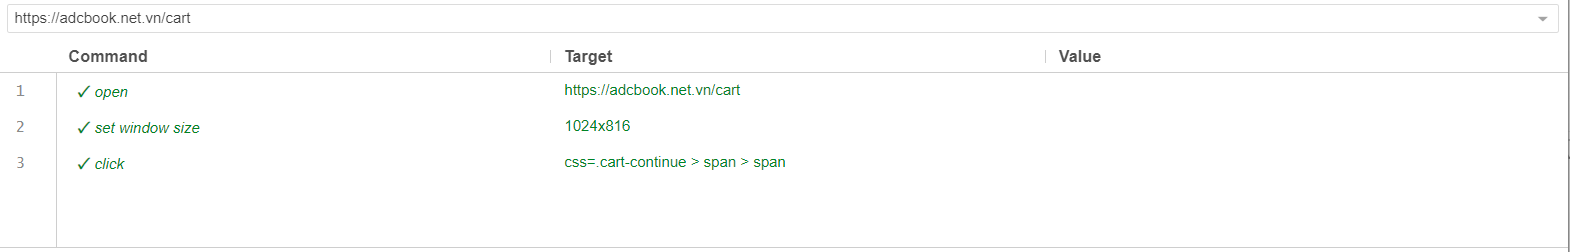 https://adcbook.net.vn/cart
Command Target Value
1 ✓ open https://adcbook.net.vn/cart
2 ✓ set window size 1024x816
3 ✓ click css=.cart-continue > span > span